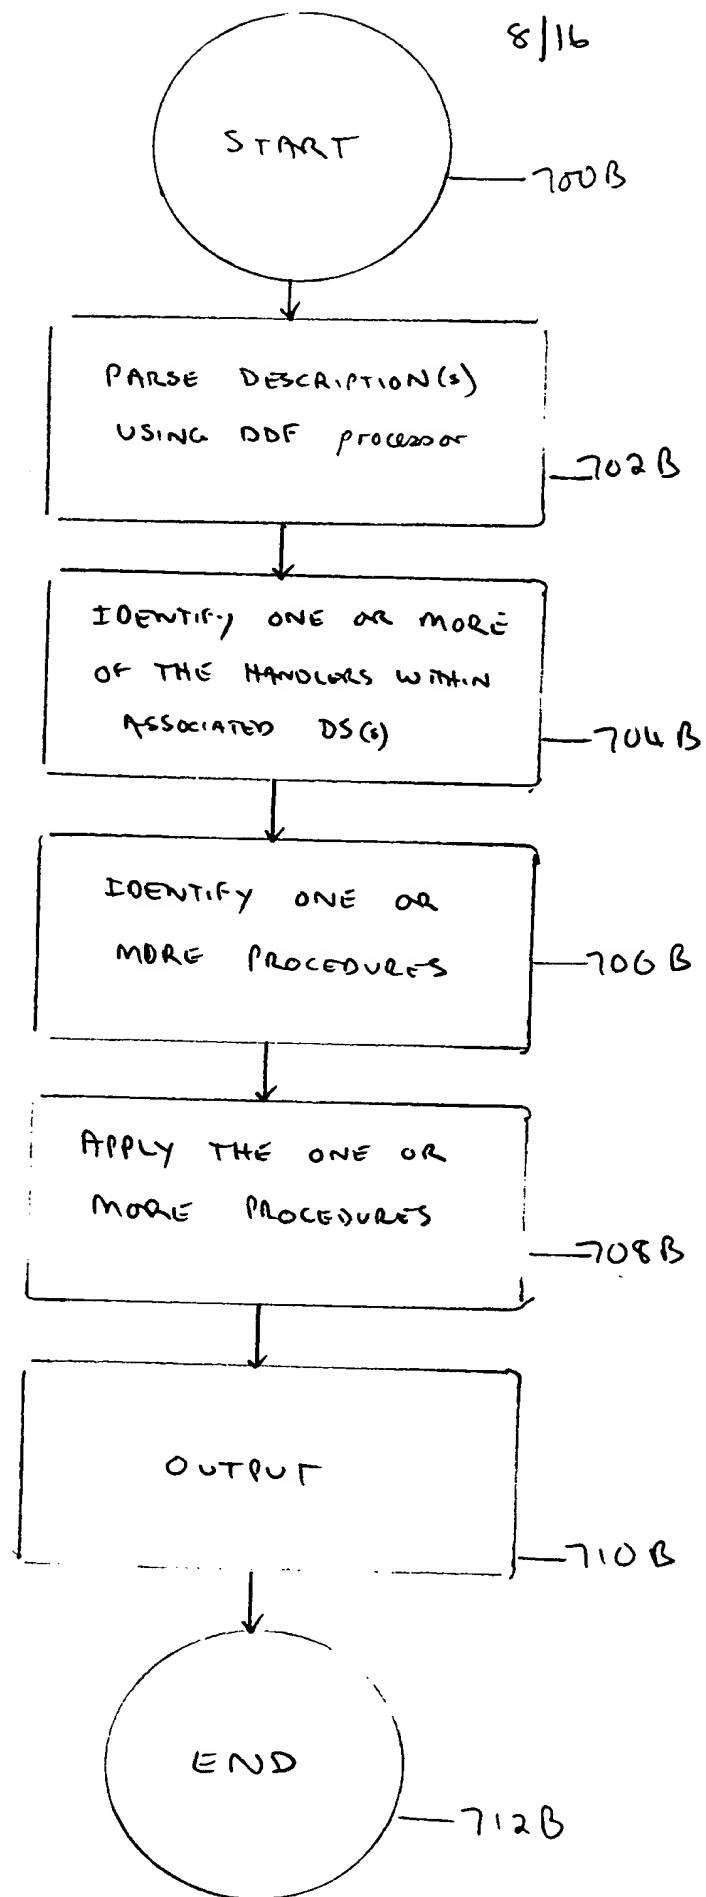 8/16
START
700B
PARSE DESCRIPTION(s)
USING DDF processor
702B
IDENTIFY ONE OR MORE
OF THE HANDLERS WITHIN
ASSOCIATED DS(s)
704B
IDENTIFY ONE OR
MORE PROCEDURES
706B
APPLY THE ONE OR
MORE PROCEDURES
708B
OUTPUT
710B
END
712B